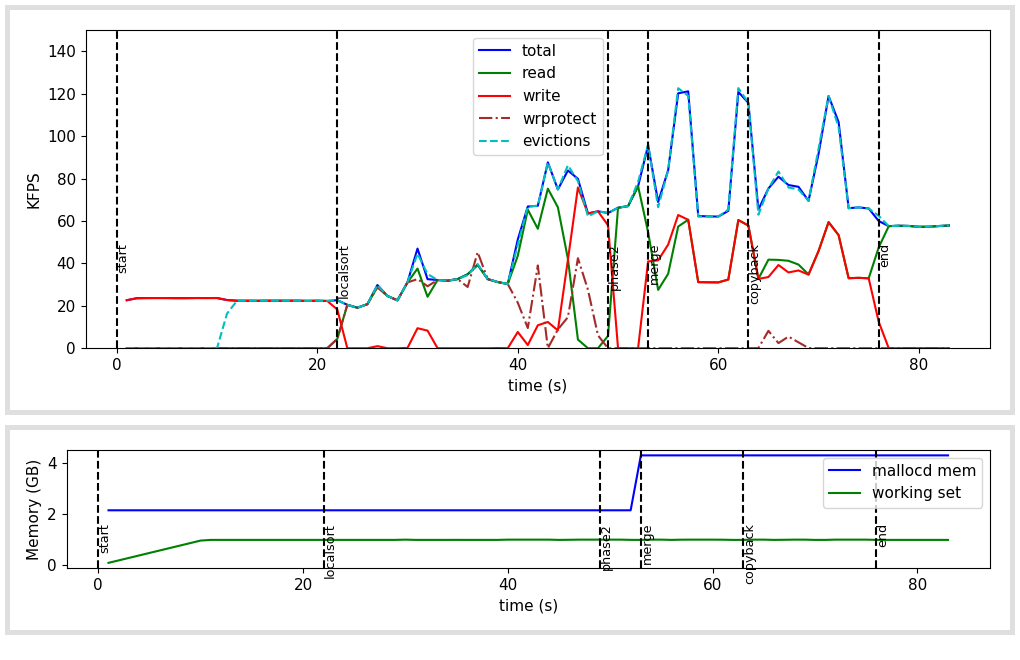 140
120
100
80
60
40
20
0
KFPS
total
read
write
wrprotect
evictions
start
localsort
phase2
merge
copyback
end
0 20 40 60 80
time (s)
4
2
0
Memory (GB)
mallocd mem
working set
start
localsort
phase2
merge
copyback
end
0 20 40 60 80
time (s)